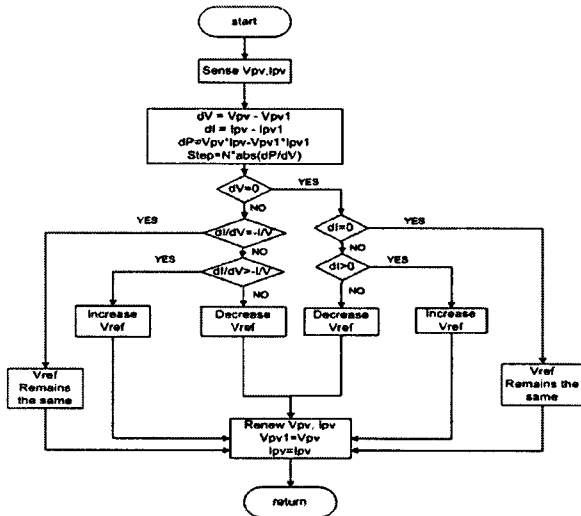 start
Sense Vpv,Ipv
dV = Vpv - Vpv1
dI = Ipv - Ipv1
dP=Vpv*Ipv-Vpv1*Ipv1
Step=N*abs(dP/dV)
dV=0
YES
NO
YES
dI/dV=-I/V
dI=0
YES
NO
NO
YES
dI/dV>-I/V
dI>0
YES
NO
NO
Increase
Vref
Decrease
Vref
Decrease
Vref
Increase
Vref
Vref
Remains
the same
Vref
Remains the
same
Renew Vpv, Ipv
Vpv1=Vpv
Ipv=Ipv
return